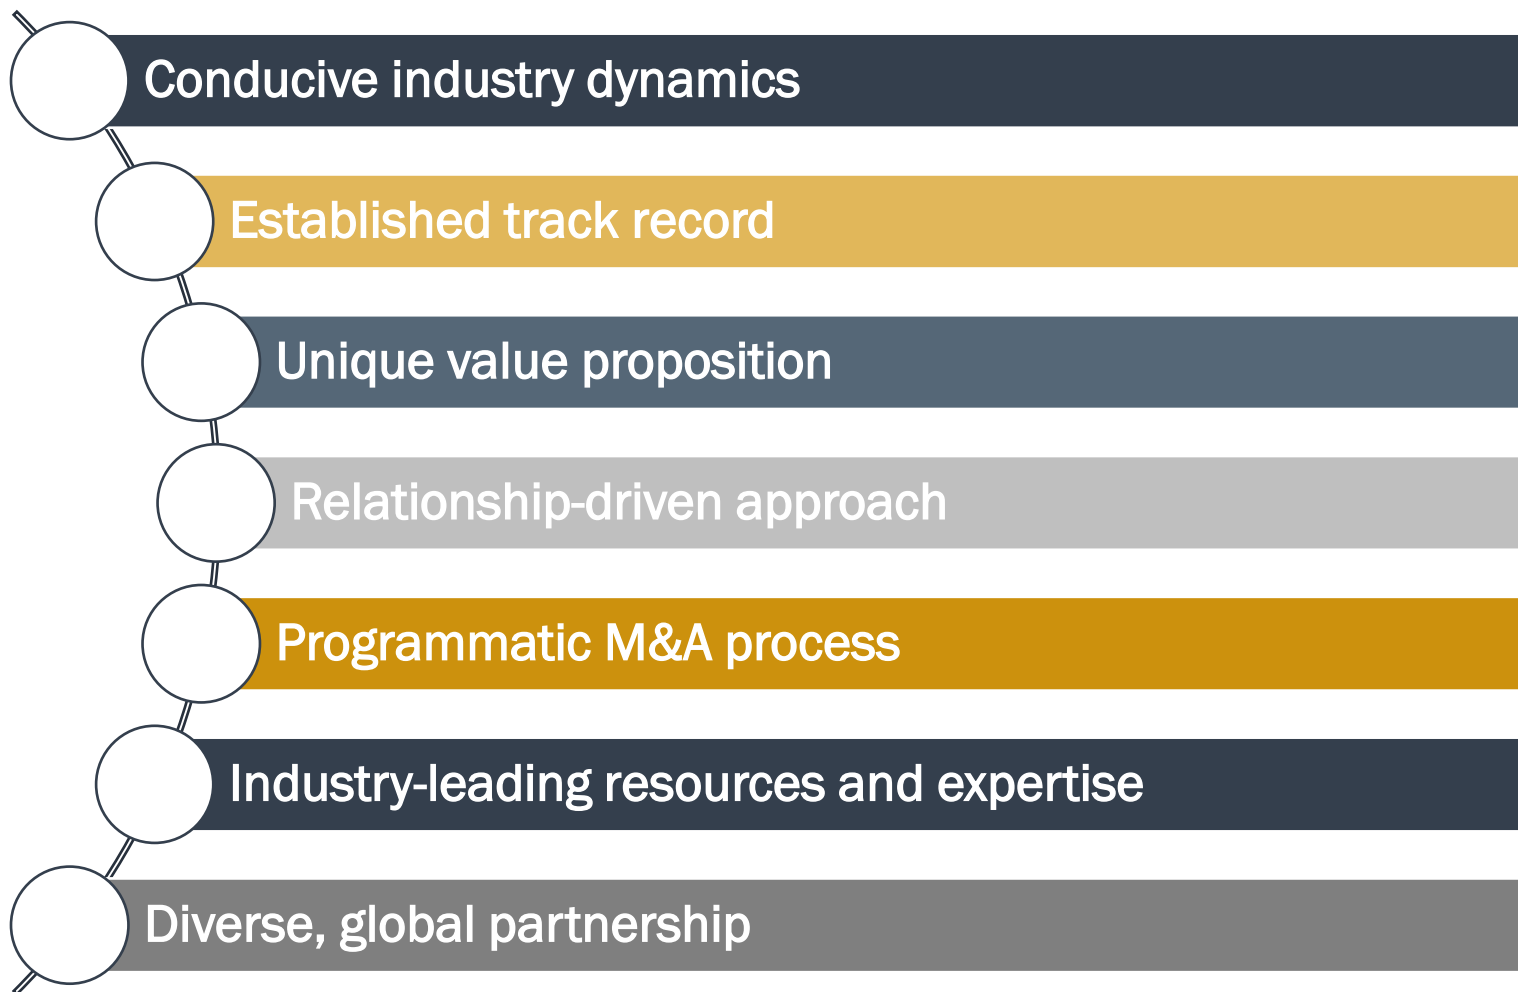 Conducive industry dynamics
Established track record
Unique value proposition
Relationship-driven approach
Programmatic M&A process
Industry-leading resources and expertise
Diverse, global partnership